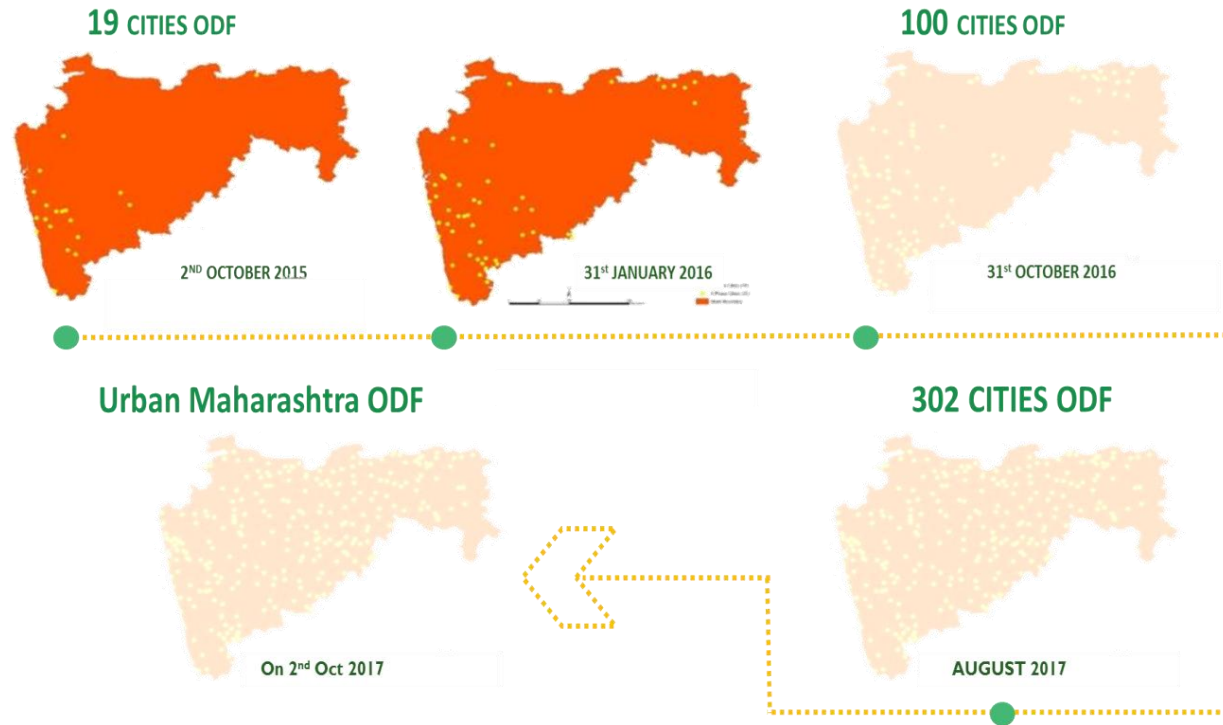 19 CITIES ODF
100 CITIES ODF
2ND OCTOBER 2015
31st JANUARY 2016
31st OCTOBER 2016
Urban Maharashtra ODF
302 CITIES ODF
On 2nd Oct 2017
AUGUST 2017